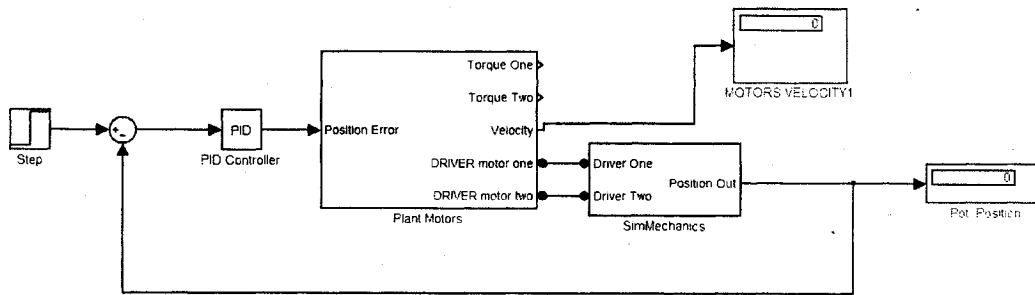 0
MOTORS VELOCITY1
Torque One
Torque Two
Velocity
DRIVER motor one
DRIVER motor two
Position Error
Plant Motors
Step
+
-
PID
PID Controller
Driver One
Driver Two
Position Out
SimMechanics
0
Pot. Position